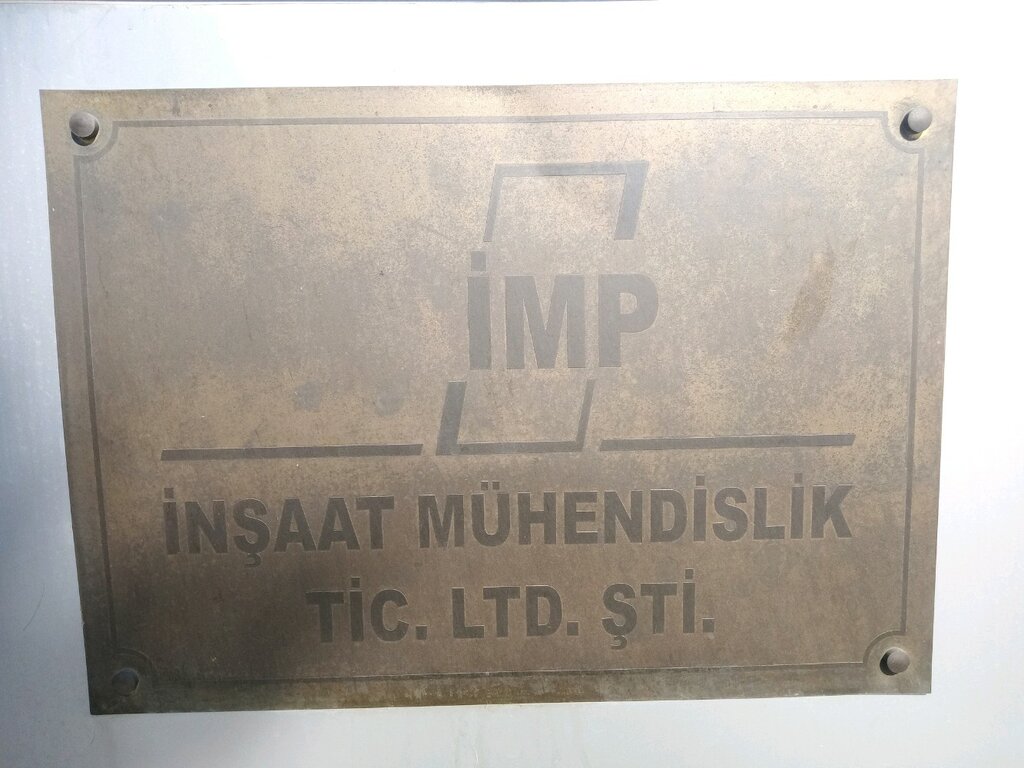 İMP
İNŞAAT MÜHENDİSLİK
TİC. LTD. ŞTİ.